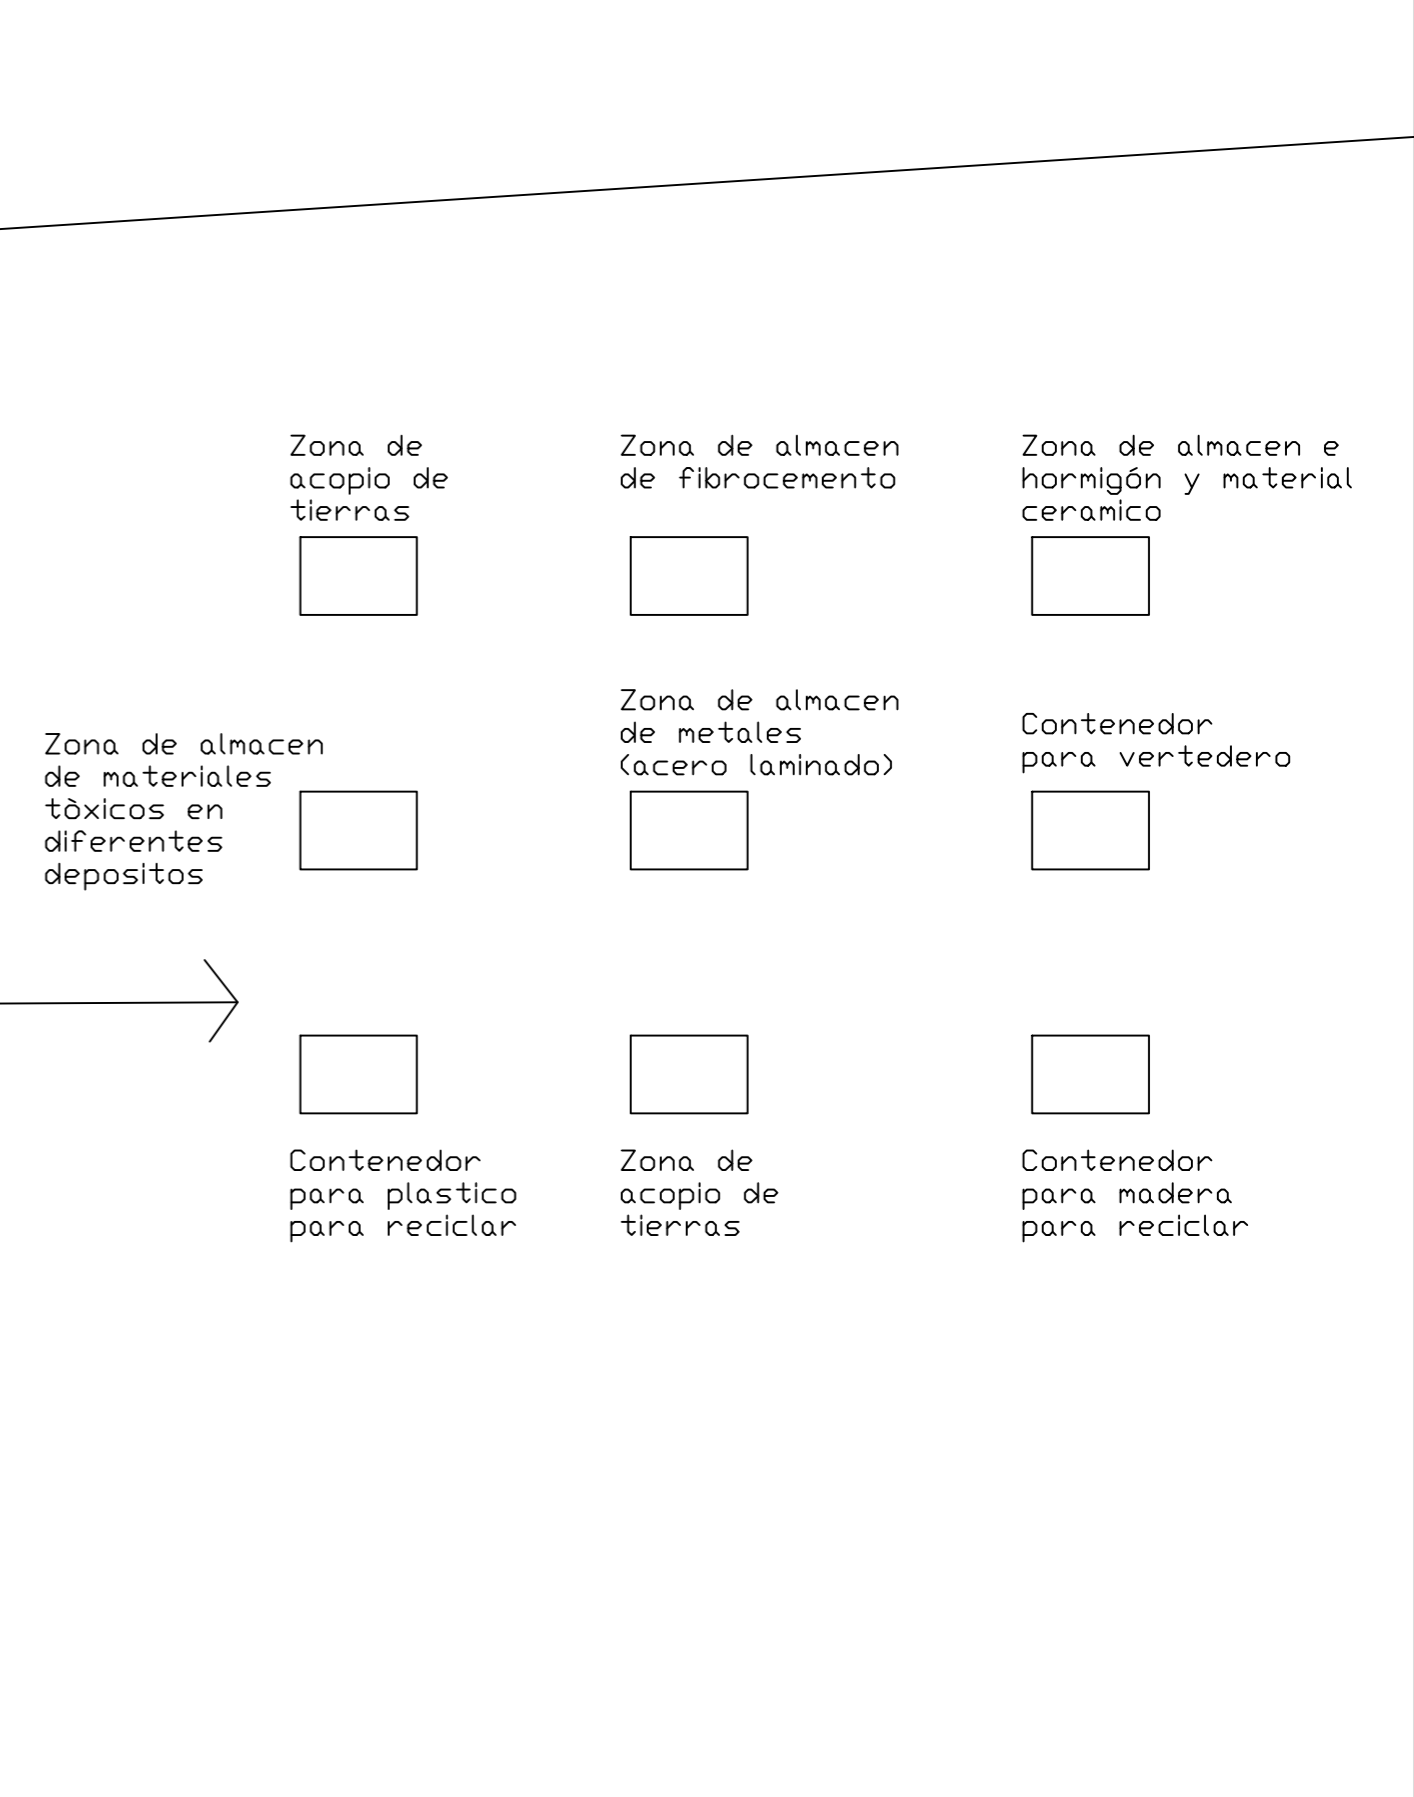 Zona de
acopio de
tierras
Zona de almacen
de fibrocemento
Zona de almacen e
hormigón y material
ceramico
Zona de almacen
de materiales
tòxicos en
diferentes
depositos
Zona de almacen
de metales
(acero laminado)
Contenedor
para vertedero
Contenedor
para plastico
para reciclar
Zona de
acopio de
tierras
Contenedor
para madera
para reciclar